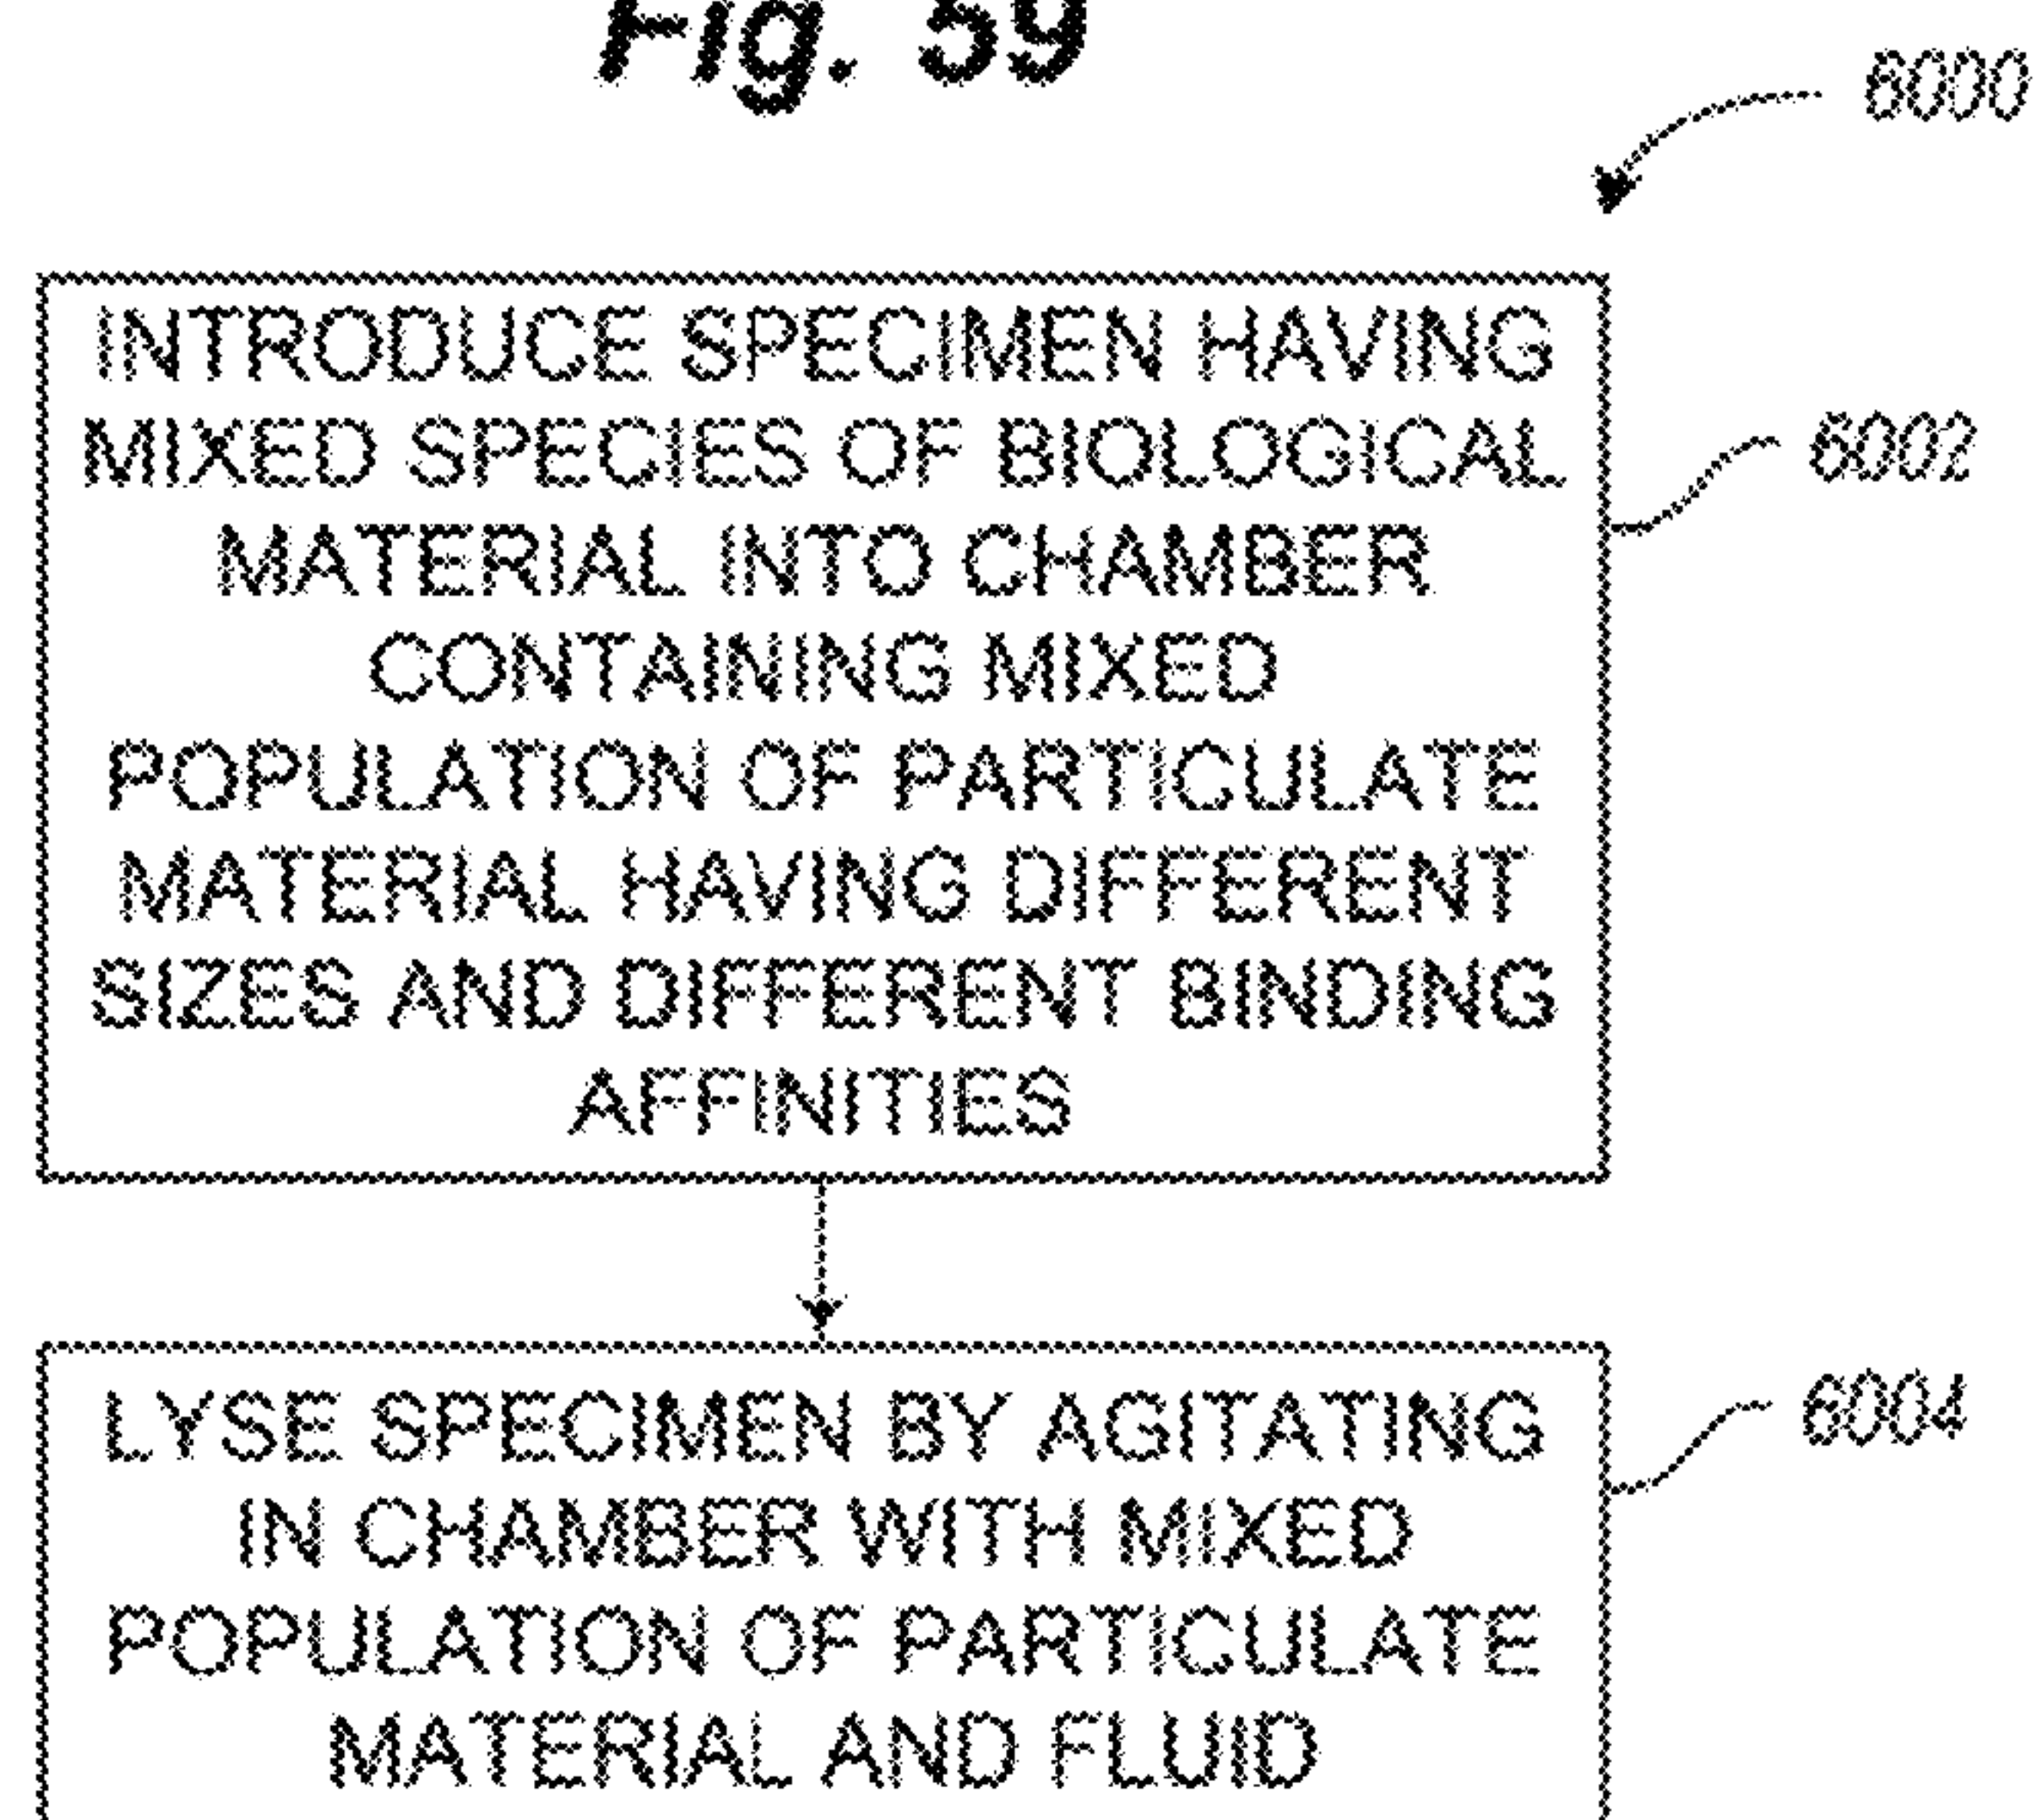 Fig. 59
6000
INTRODUCE SPECIMEN HAVING
MIXED SPECIES OF BIOLOGICAL
MATERIAL INTO CHAMBER
CONTAINING MIXED
POPULATION OF PARTICULATE
MATERIAL HAVING DIFFERENT
SIZES AND DIFFERENT BINDING
AFFINITIES
6002
LYSE SPECIMEN BY AGITATING
IN CHAMBER WITH MIXED
POPULATION OF PARTICULATE
MATERIAL AND FLUID
6004